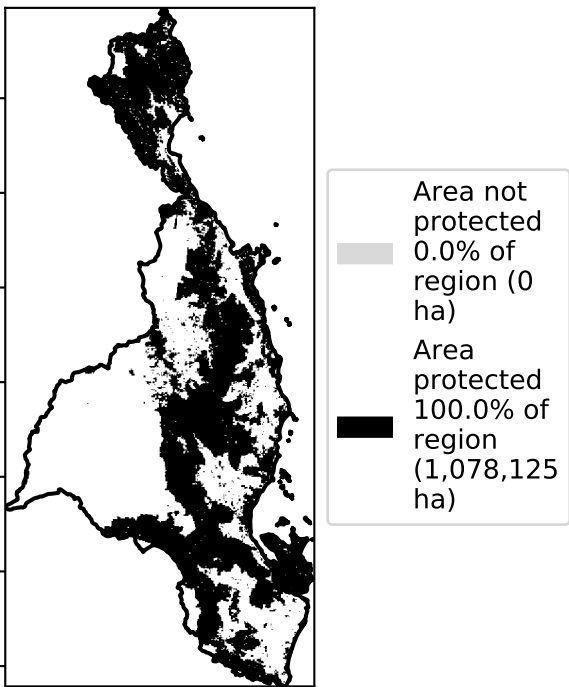 Area not
protected
0.0% of
region (0
ha)
Area
protected
100.0% of
region
(1,078,125
ha)